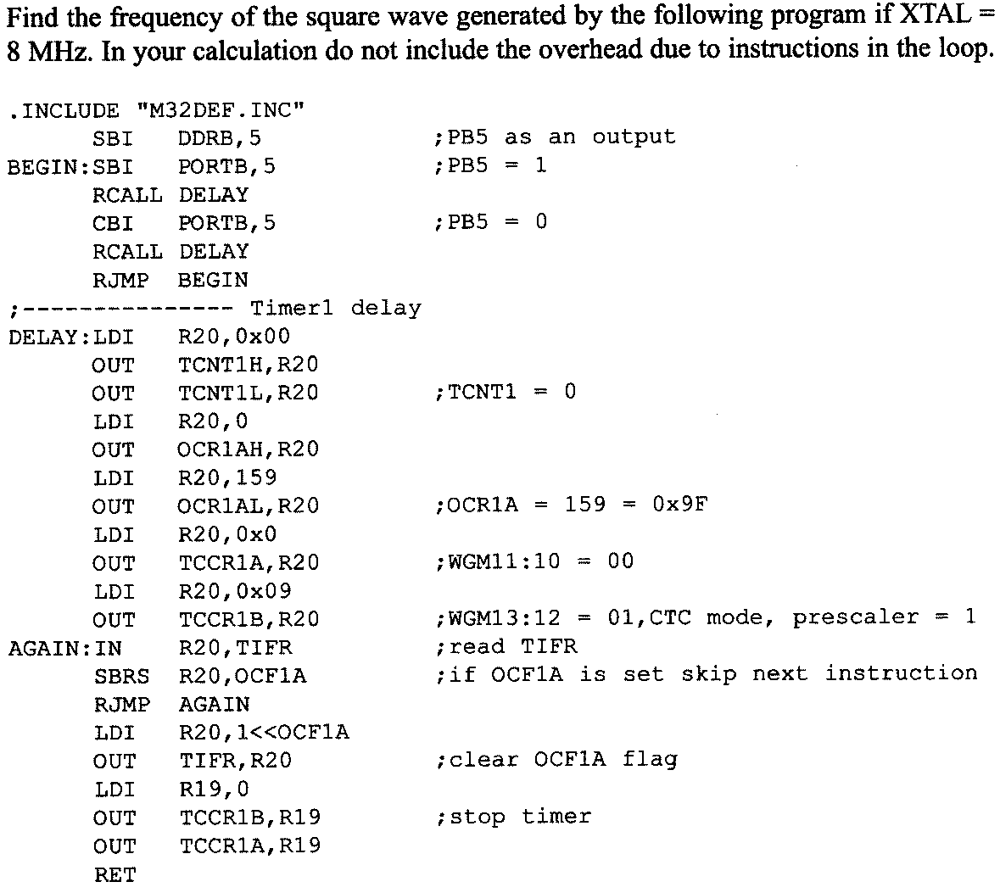 Find the frequency of the square wave generated by the following program if XTAL =
8 MHz. In your calculation do not include the overhead due to instructions in the loop.
.INCLUDE "M32DEF.INC"
SBI DDRB,5 ;PB5 as an output
BEGIN:SBI PORTB,5 ;PB5 = 1
RCALL DELAY
CBI PORTB,5 ;PB5 = 0
RCALL DELAY
RJMP BEGIN
;--------------- Timer1 delay
DELAY:LDI R20,0x00
OUT TCNT1H,R20
OUT TCNT1L,R20 ;TCNT1 = 0
LDI R20,0
OUT OCR1AH,R20
LDI R20,159
OUT OCR1AL,R20 ;OCR1A = 159 = 0x9F
LDI R20,0x0
OUT TCCR1A,R20 ;WGM11:10 = 00
LDI R20,0x09
OUT TCCR1B,R20 ;WGM13:12 = 01,CTC mode, prescaler = 1
AGAIN:IN R20,TIFR ;read TIFR
SBRS R20,OCF1A ;if OCF1A is set skip next instruction
RJMP AGAIN
LDI R20,1<<OCF1A
OUT TIFR,R20 ;clear OCF1A flag
LDI R19,0
OUT TCCR1B,R19 ;stop timer
OUT TCCR1A,R19
RET